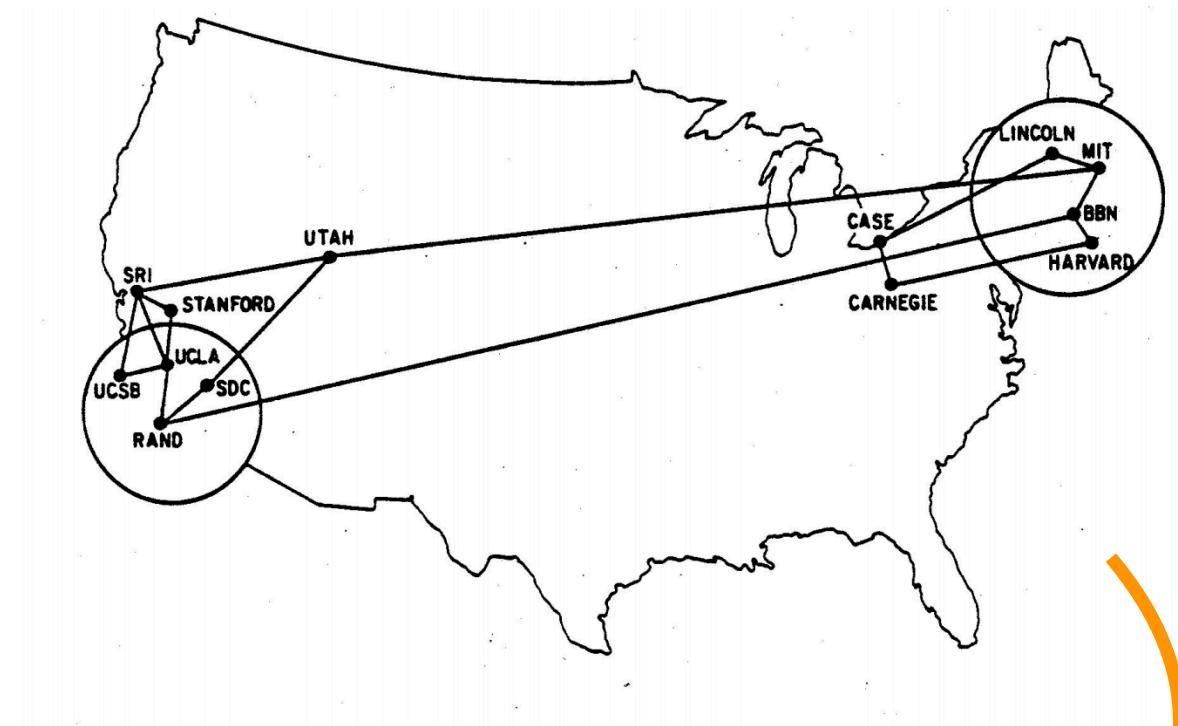 LINCOLN
MIT
CASE
BBN
UTAH
HARVARD
SRI
STANFORD
CARNEGIE
UCLA
UCSB
SDC
RAND